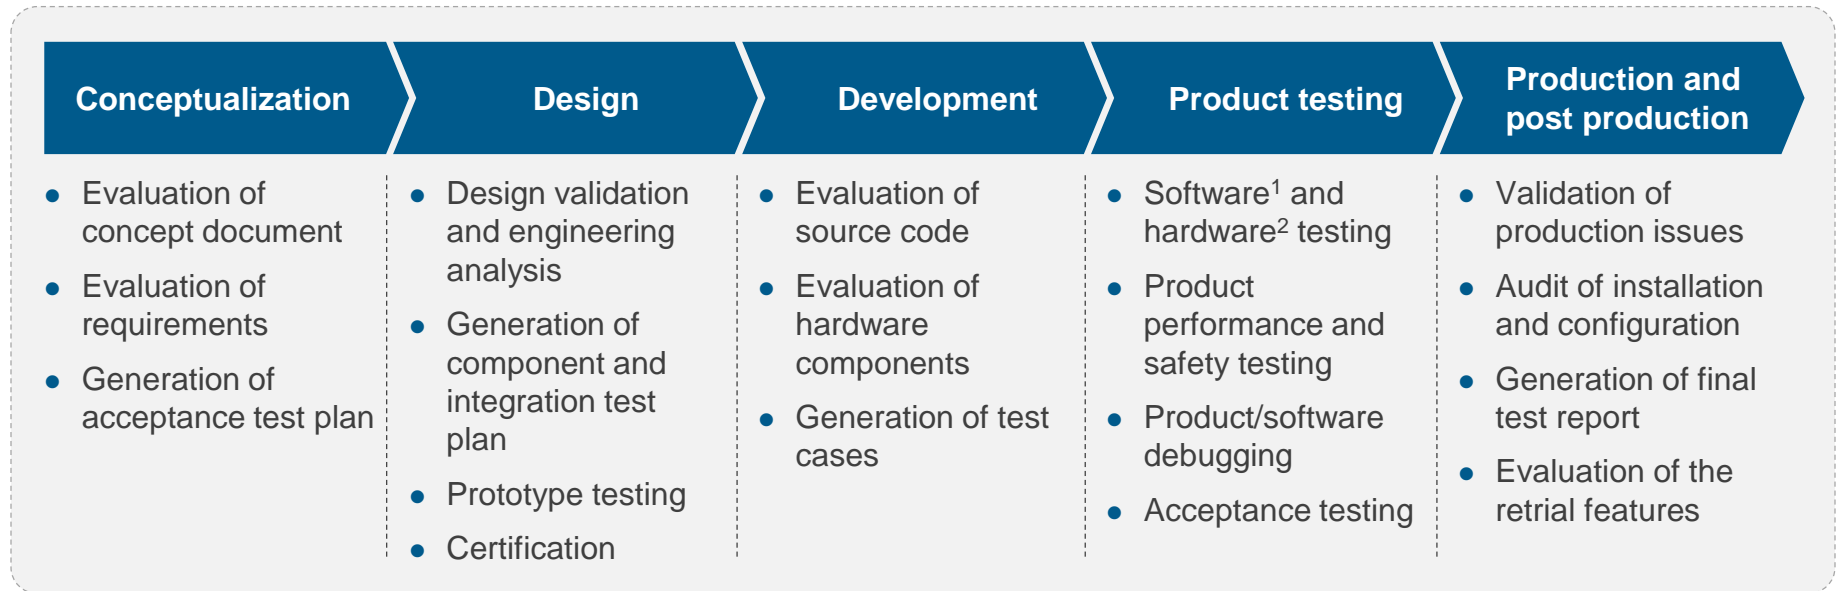 Conceptualization
Design
Development
Product testing
Production and
post production
● Evaluation of
concept document
● Evaluation of
requirements
● Generation of
acceptance test plan
● Design validation
and engineering
analysis
● Generation of
component and
integration test
plan
● Prototype testing
● Certification
● Evaluation of
source code
● Evaluation of
hardware
components
● Generation of test
cases
● Software¹ and
hardware² testing
● Product
performance and
safety testing
● Product/software
debugging
● Acceptance testing
● Validation of
production issues
● Audit of installation
and configuration
● Generation of final
test report
● Evaluation of the
retrial features